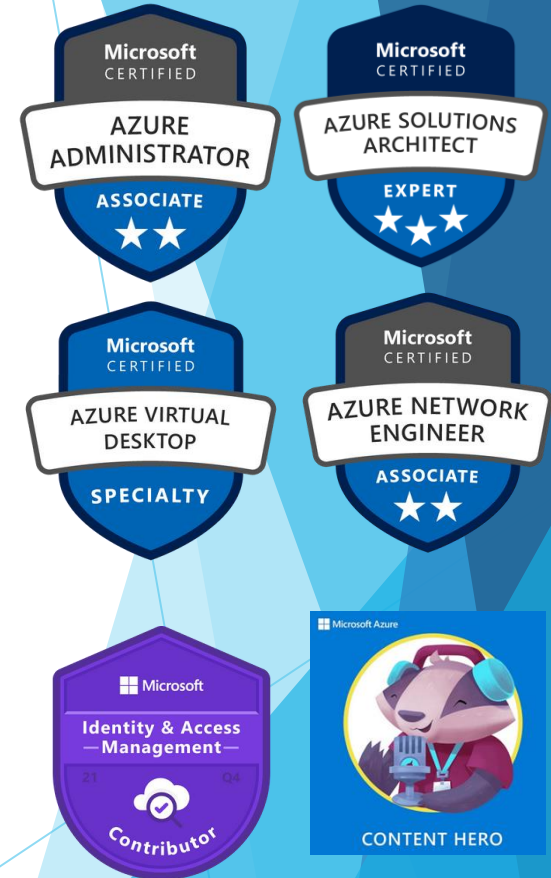 Microsoft
CERTIFIED
AZURE
ADMINISTRATOR
ASSOCIATE
Microsoft
CERTIFIED
AZURE SOLUTIONS
ARCHITECT
EXPERT
Microsoft
CERTIFIED
AZURE VIRTUAL
DESKTOP
SPECIALTY
Microsoft
CERTIFIED
AZURE NETWORK
ENGINEER
ASSOCIATE
Microsoft
Identity & Access
Management
21 Q4
Contributor
Microsoft Azure
CONTENT HERO